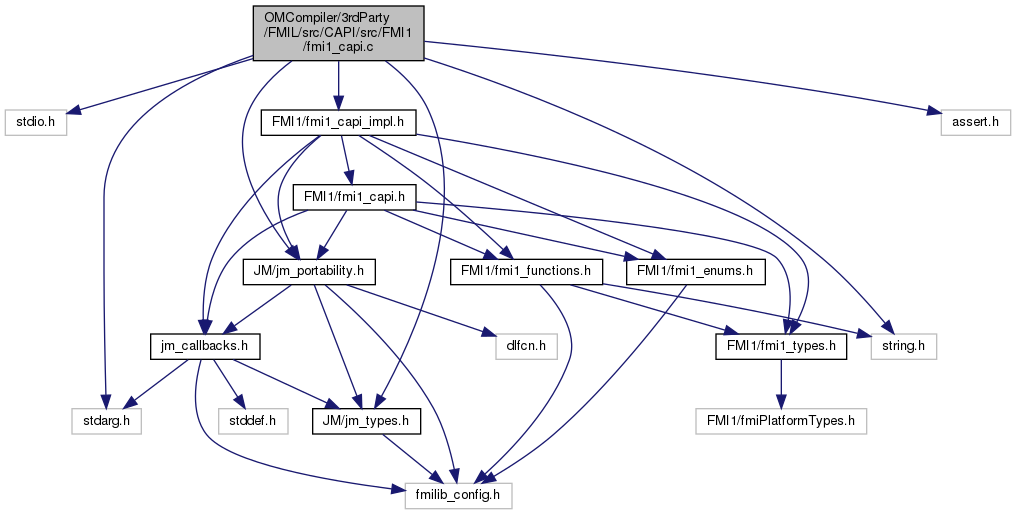 OMCompiler/3rdParty
/FMIL/src/CAPI/src/FMI1
/fmi1_capi.c
stdio.h
FMI1/fmi1_capi_impl.h
assert.h
FMI1/fmi1_capi.h
JM/jm_portability.h
FMI1/fmi1_functions.h
FMI1/fmi1_enums.h
jm_callbacks.h
dlfcn.h
FMI1/fmi1_types.h
string.h
stdarg.h
stddef.h
JM/jm_types.h
FMI1/fmiPlatformTypes.h
fmilib_config.h